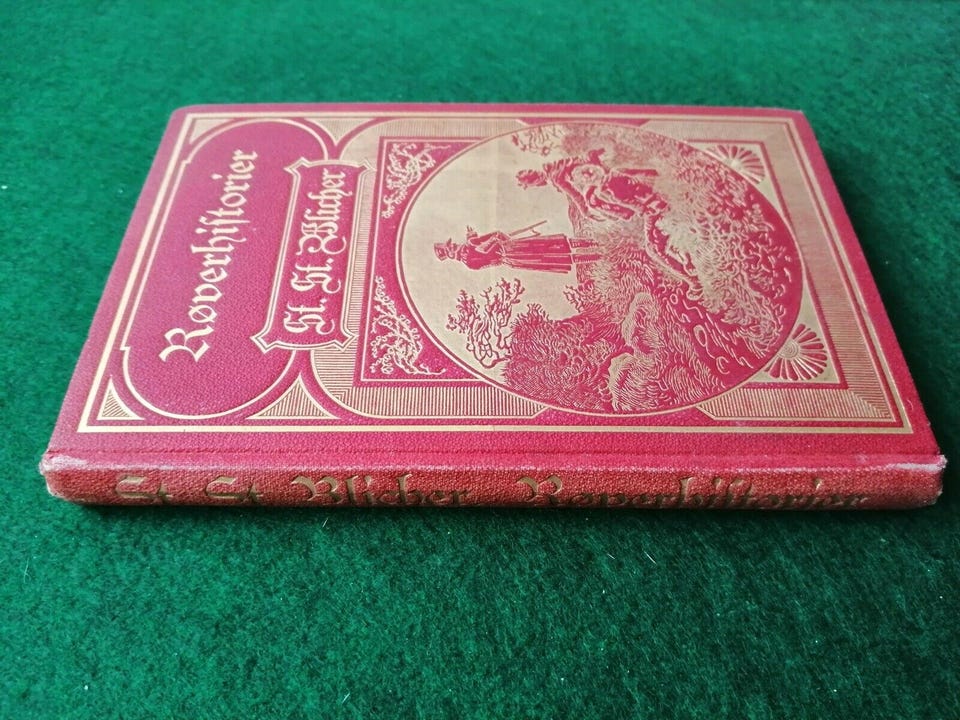 Røverhiſtorier
St. St. Blicher
St. St. Blicher Røverhiſtorier